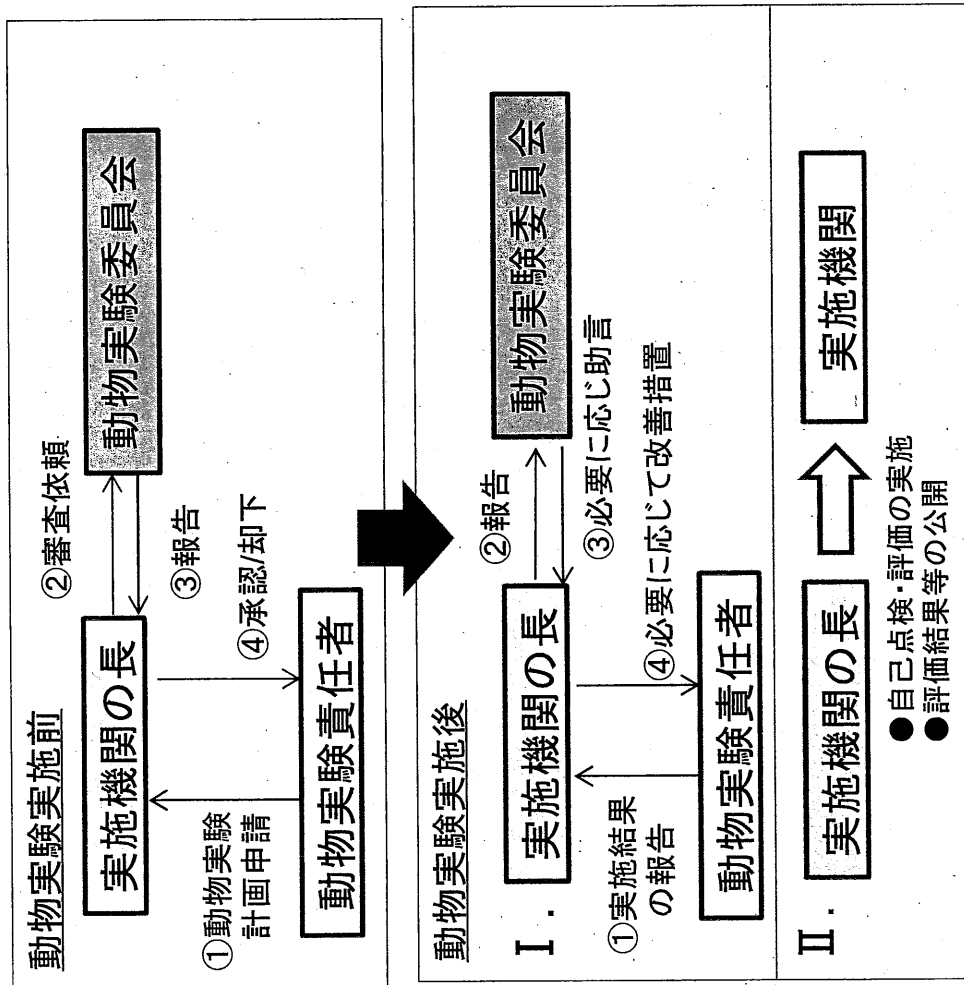 動物実験実施前
実施機関の長
動物実験委員会
動物実験責任者
①動物実験
計画申請
②審査依頼
③報告
④承認/却下
動物実験実施後
Ⅰ.
実施機関の長
動物実験委員会
動物実験責任者
①実施結果
の報告
②報告
③必要に応じ助言
④必要に応じて改善措置
Ⅱ.
実施機関の長
実施機関
●自己点検・評価の実施
●評価結果等の公開